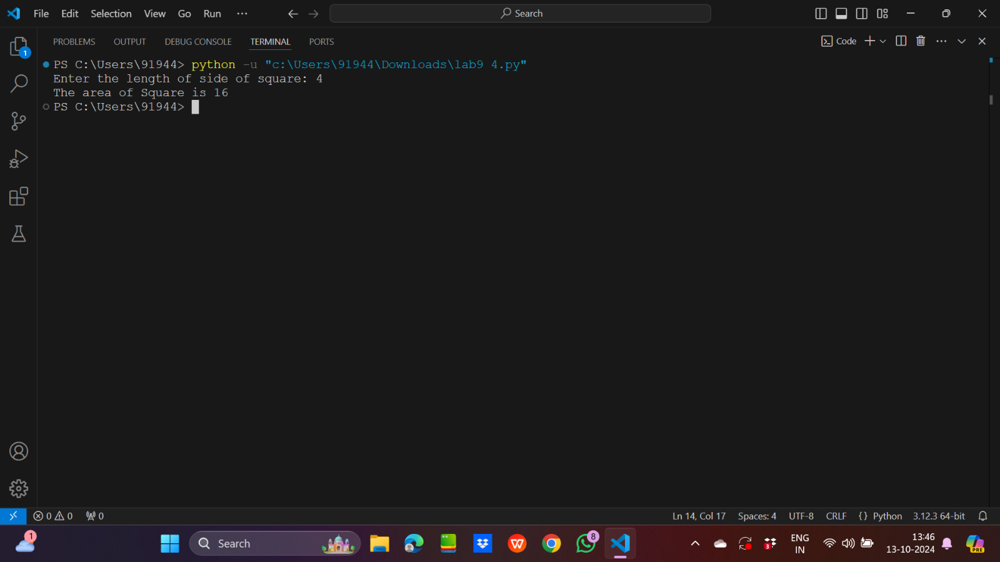 File Edit Selection View Go Run ··· Search
PROBLEMS OUTPUT DEBUG CONSOLE TERMINAL PORTS Code
1
PS C:\Users\91944> python -u "c:\Users\91944\Downloads\lab9 4.py"
Enter the length of side of square: 4
The area of Square is 16
PS C:\Users\91944>
0 0 0 Ln 14, Col 17 Spaces: 4 UTF-8 CRLF {} Python 3.12.3 64-bit
1 Search W 8 3 ENG 13:46
IN 13-10-2024 PRE